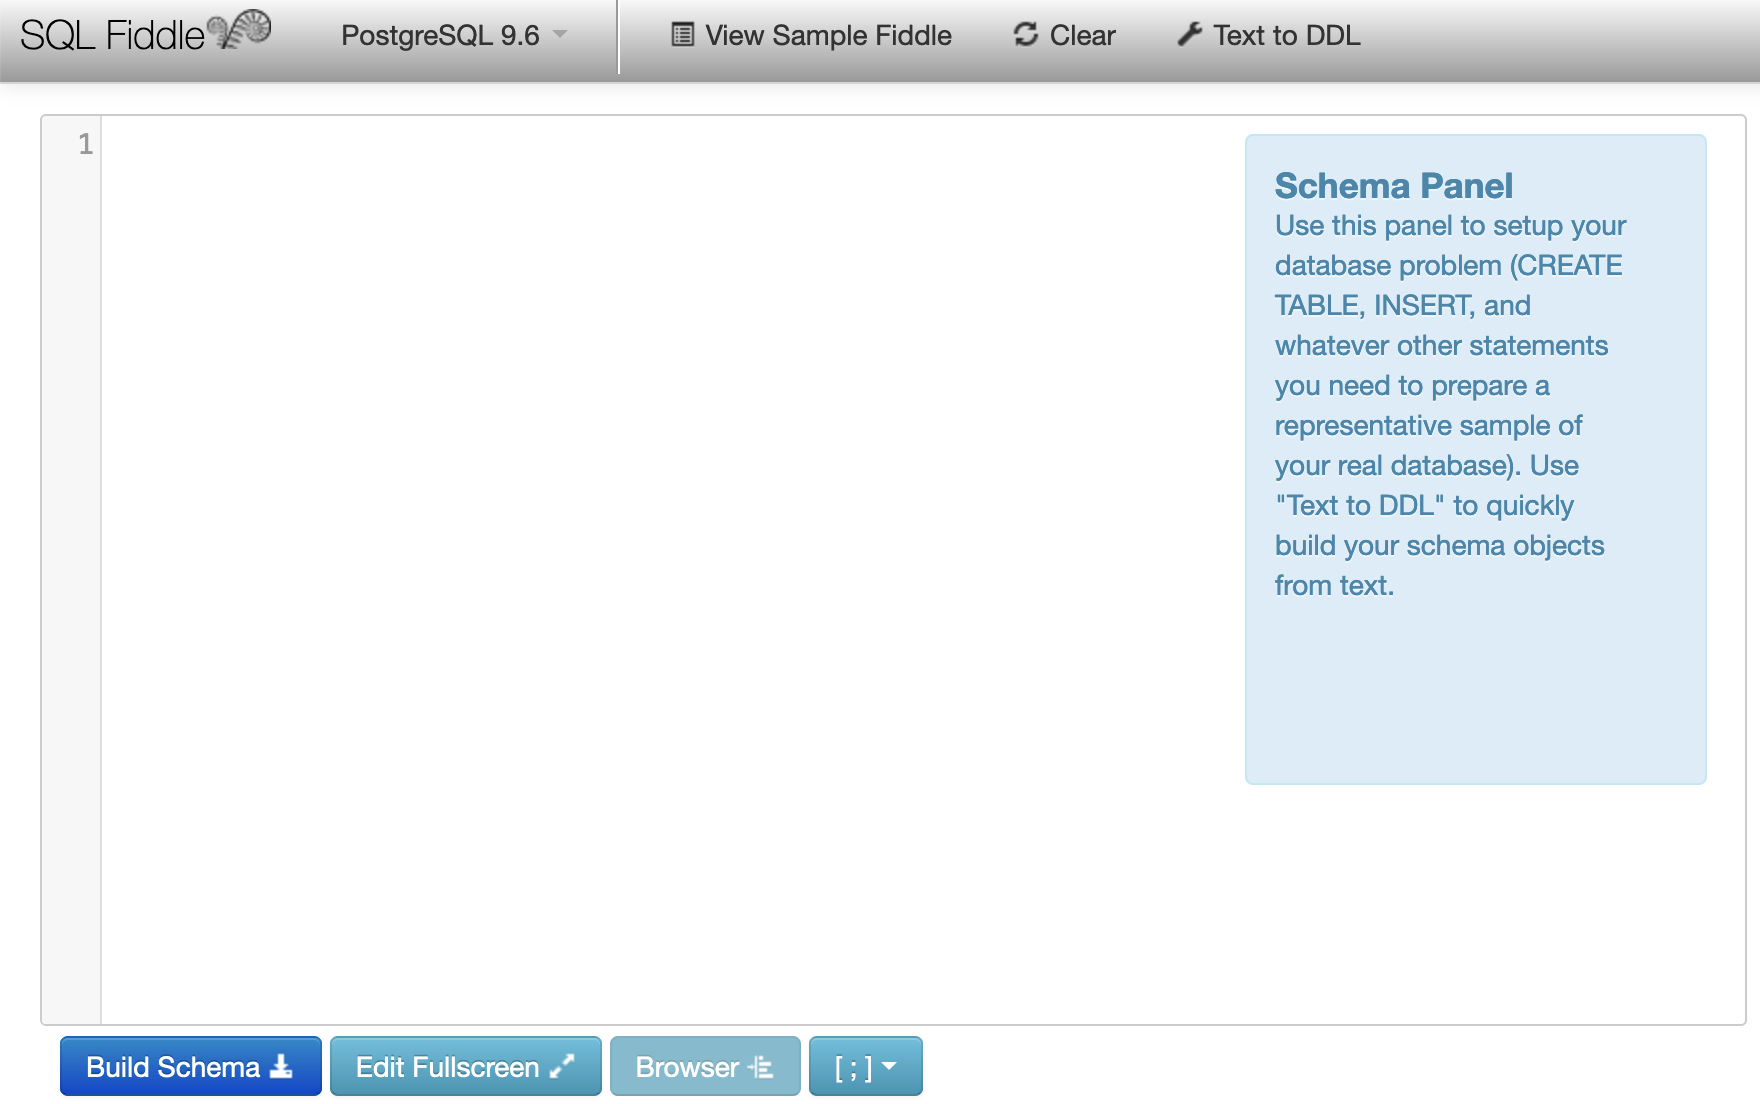 SQL Fiddle PostgreSQL 9.6 View Sample Fiddle Clear Text to DDL
1
Schema Panel
Use this panel to setup your
database problem (CREATE
TABLE, INSERT, and
whatever other statements
you need to prepare a
representative sample of
your real database). Use
"Text to DDL" to quickly
build your schema objects
from text.
Build Schema Edit Fullscreen Browser [ ; ]